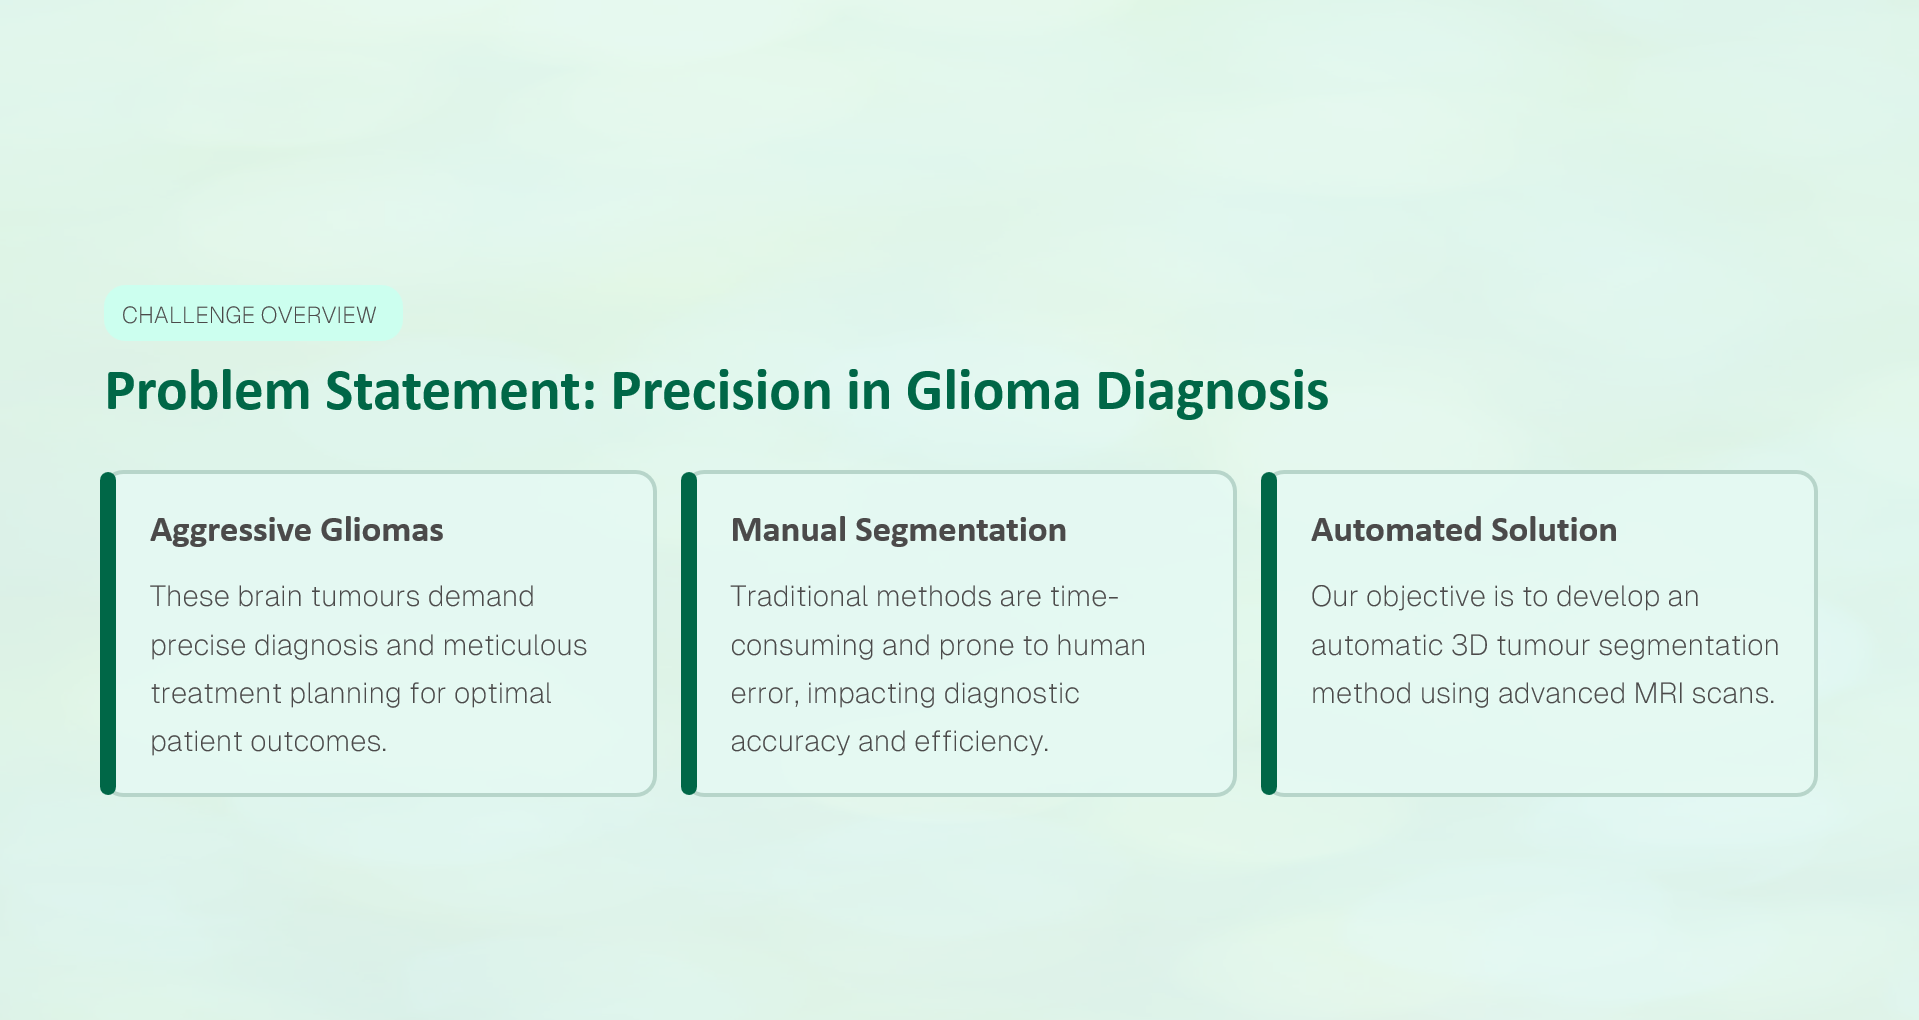 CHALLENGE OVERVIEW
Problem Statement: Precision in Glioma Diagnosis
Aggressive Gliomas
These brain tumours demand
precise diagnosis and meticulous
treatment planning for optimal
patient outcomes.
Manual Segmentation
Traditional methods are time-
consuming and prone to human
error, impacting diagnostic
accuracy and efficiency.
Automated Solution
Our objective is to develop an
automatic 3D tumour segmentation
method using advanced MRI scans.